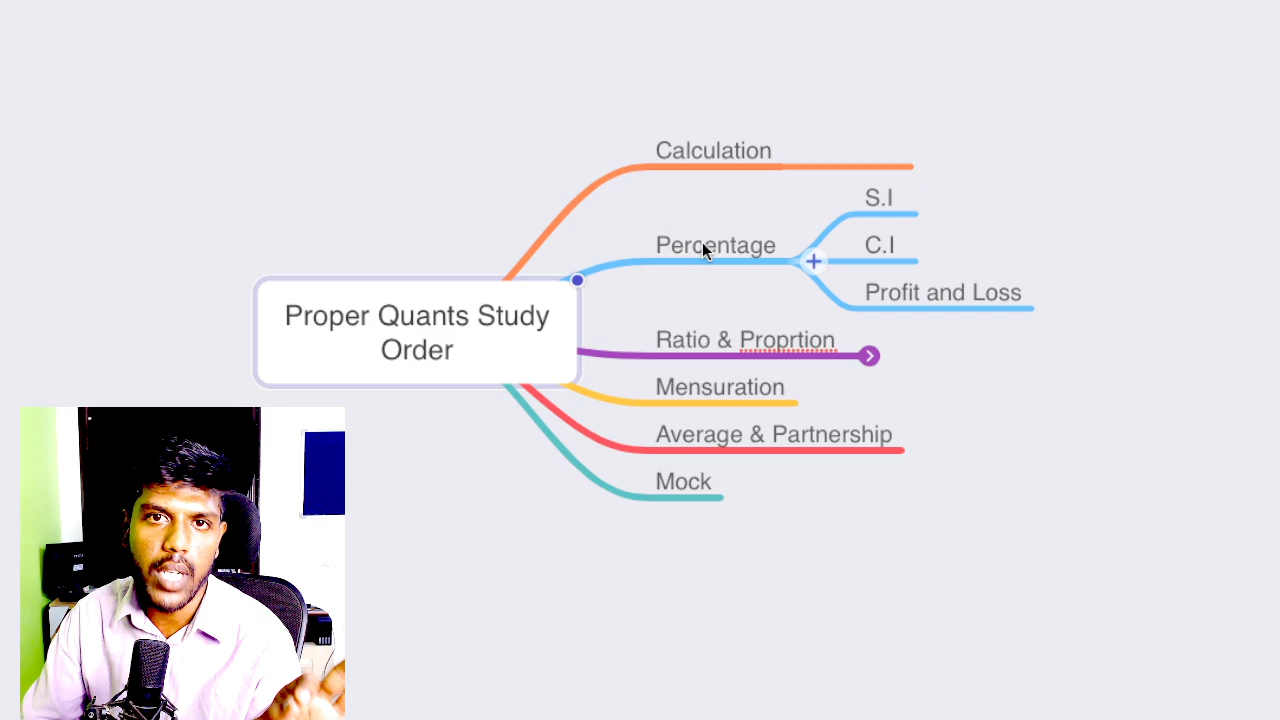 Calculation
S.I
Percentage
C.I
Profit and Loss
Proper Quants Study
Order
Ratio & Proprtion
Mensuration
Average & Partnership
Mock